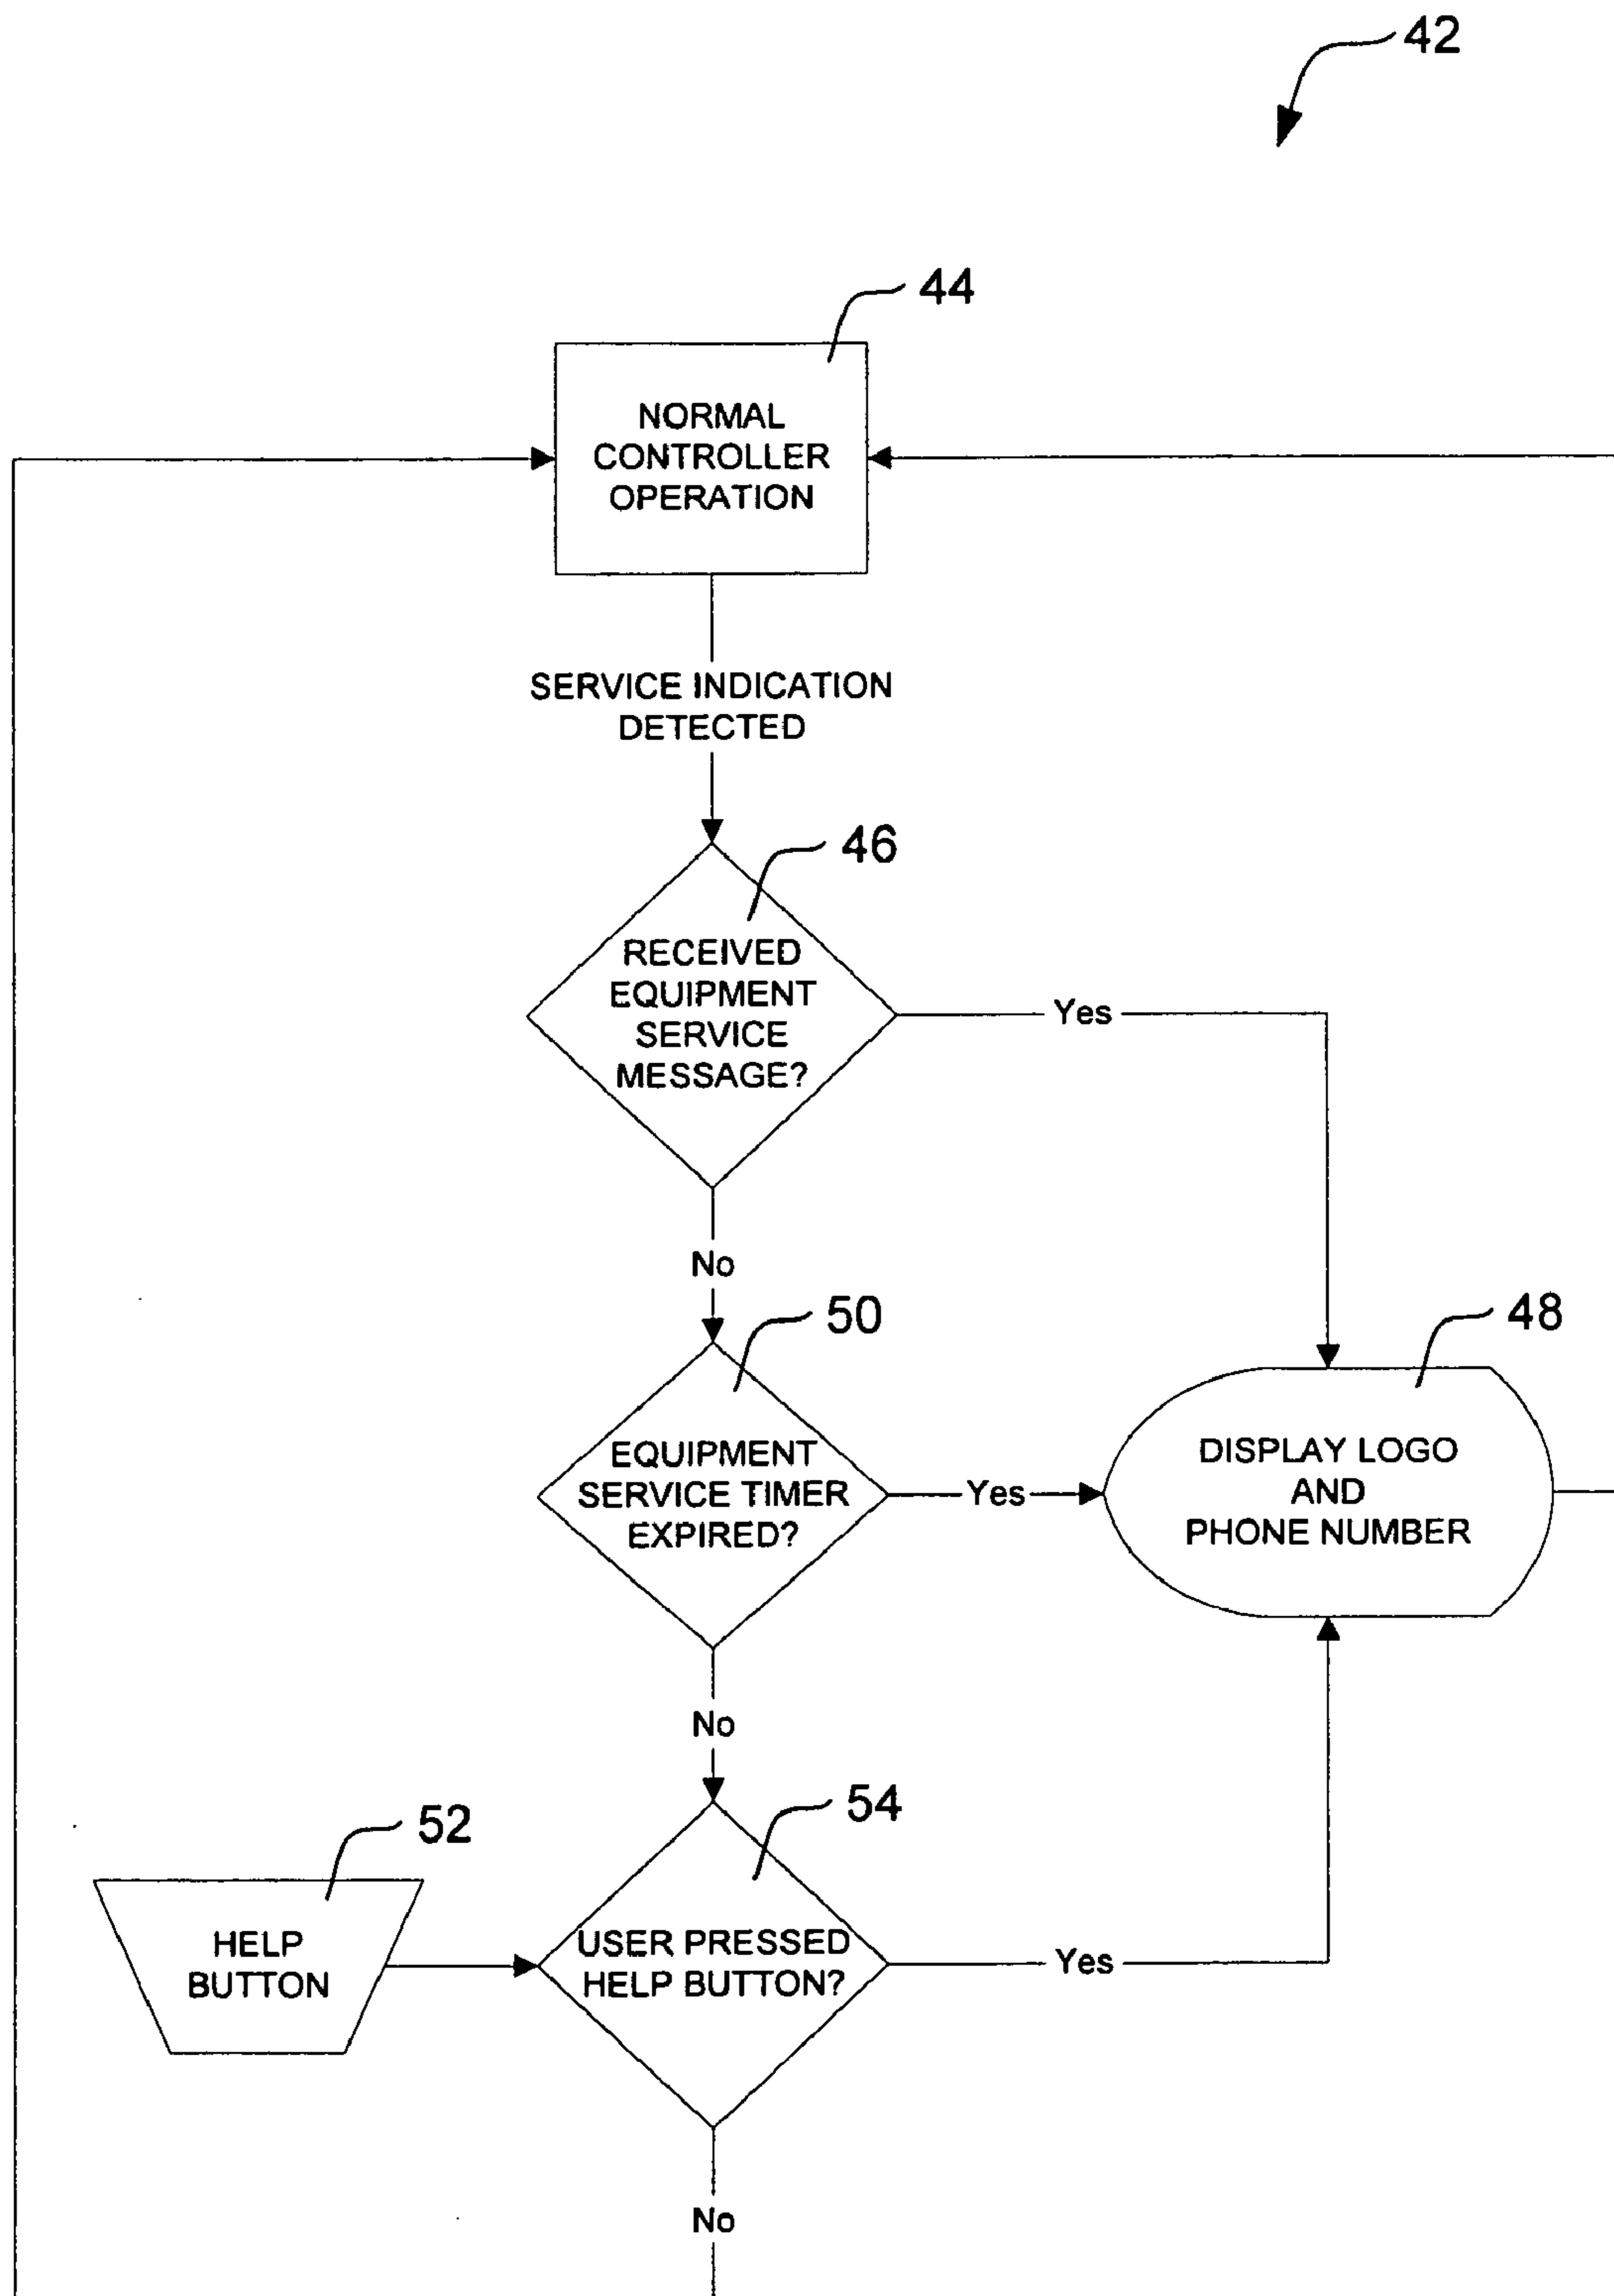 42
44
NORMAL
CONTROLLER
OPERATION
SERVICE INDICATION
DETECTED
46
RECEIVED
EQUIPMENT
SERVICE
MESSAGE?
Yes
No
50
48
EQUIPMENT
SERVICE TIMER
EXPIRED?
Yes
DISPLAY LOGO
AND
PHONE NUMBER
No
52
54
HELP
BUTTON
USER PRESSED
HELP BUTTON?
Yes
No